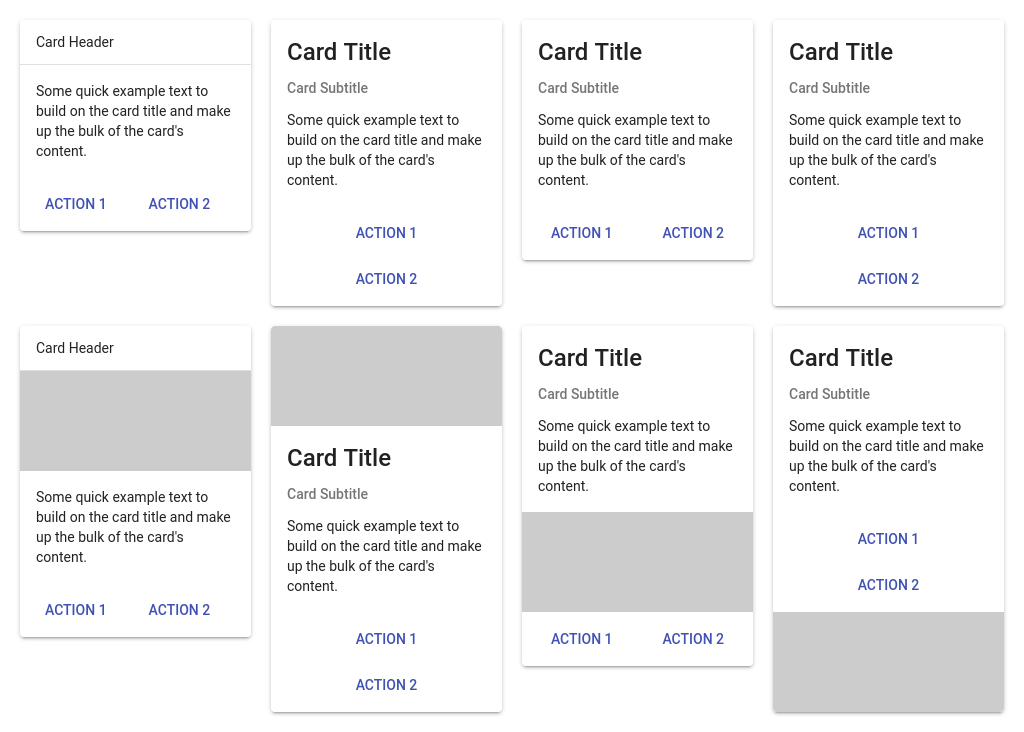 Card Header
Some quick example text to
build on the card title and make
up the bulk of the card's
content.
ACTION 1 ACTION 2
Card Title
Card Subtitle
Some quick example text to
build on the card title and make
up the bulk of the card's
content.
ACTION 1
ACTION 2
Card Title
Card Subtitle
Some quick example text to
build on the card title and make
up the bulk of the card's
content.
ACTION 1 ACTION 2
Card Title
Card Subtitle
Some quick example text to
build on the card title and make
up the bulk of the card's
content.
ACTION 1
ACTION 2
Card Header
Some quick example text to
build on the card title and make
up the bulk of the card's
content.
ACTION 1 ACTION 2
Card Title
Card Subtitle
Some quick example text to
build on the card title and make
up the bulk of the card's
content.
ACTION 1
ACTION 2
Card Title
Card Subtitle
Some quick example text to
build on the card title and make
up the bulk of the card's
content.
ACTION 1 ACTION 2
Card Title
Card Subtitle
Some quick example text to
build on the card title and make
up the bulk of the card's
content.
ACTION 1
ACTION 2